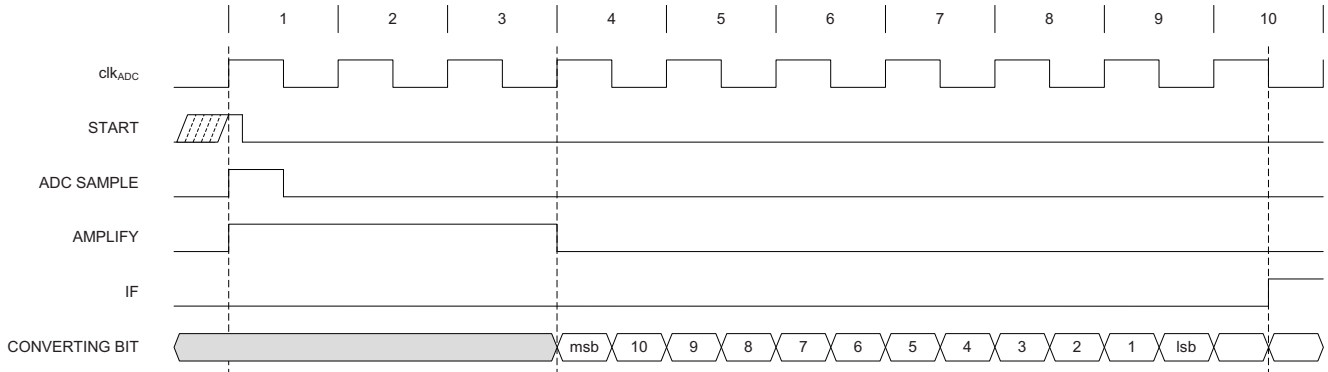 1 2 3 4 5 6 7 8 9 10
clkADC
START
ADC SAMPLE
AMPLIFY
IF
CONVERTING BIT msb 10 9 8 7 6 5 4 3 2 1 lsb